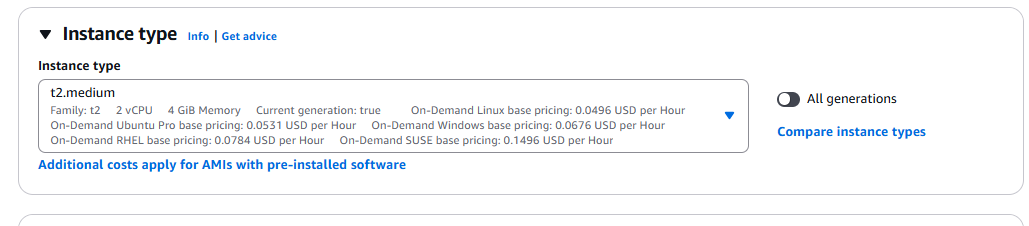 Instance type Info | Get advice
Instance type
t2.medium
Family: t2 2 vCPU 4 GiB Memory Current generation: true On-Demand Linux base pricing: 0.0496 USD per Hour
On-Demand Ubuntu Pro base pricing: 0.0531 USD per Hour On-Demand Windows base pricing: 0.0676 USD per Hour
On-Demand RHEL base pricing: 0.0784 USD per Hour On-Demand SUSE base pricing: 0.1496 USD per Hour
All generations
Compare instance types
Additional costs apply for AMIs with pre-installed software